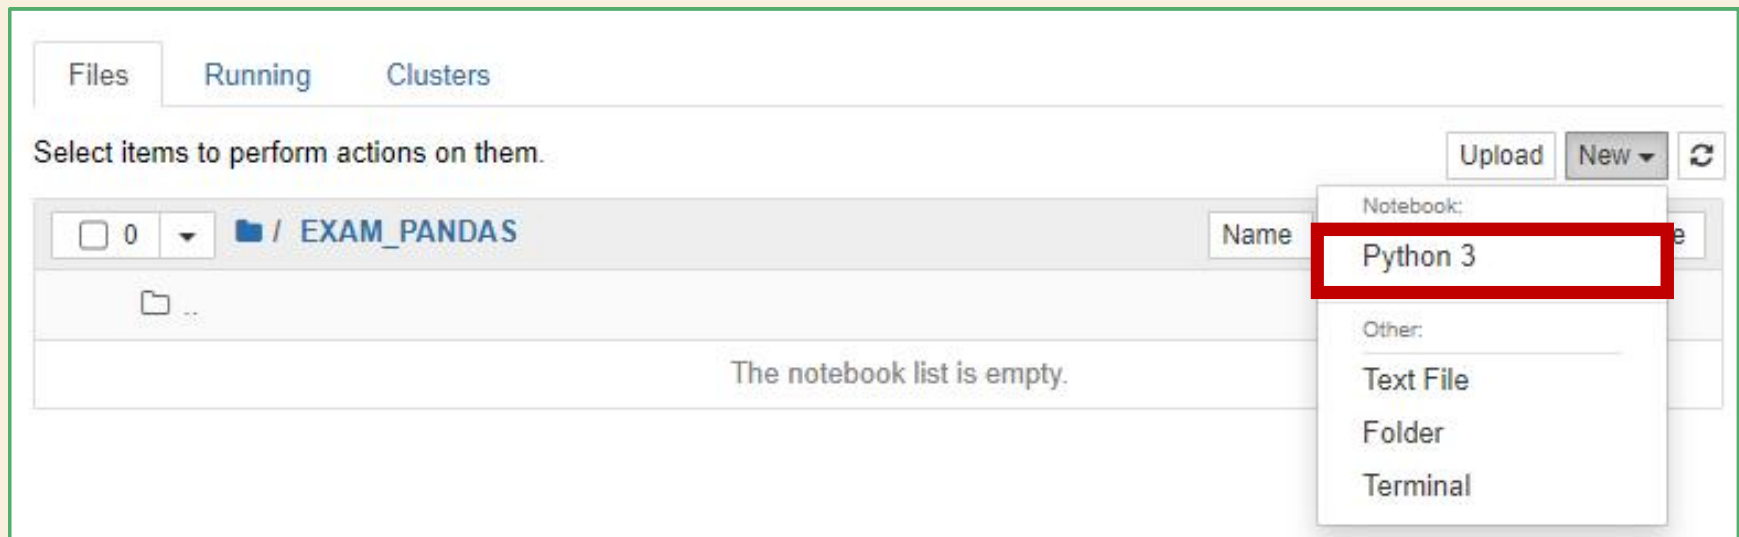 Files Running Clusters
Select items to perform actions on them.
Upload New
0 / EXAM_PANDAS Name
Notebook:
Python 3
..
Other:
The notebook list is empty.
Text File
Folder
Terminal